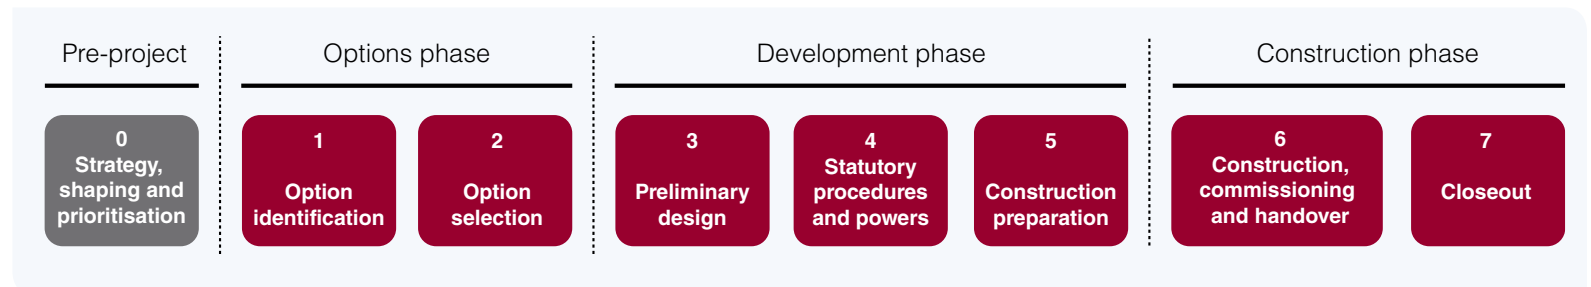 Pre-project
Options phase
Development phase
Construction phase
0
Strategy,
shaping and
prioritisation
1
Option
identification
2
Option
selection
3
Preliminary
design
4
Statutory
procedures
and powers
5
Construction
preparation
6
Construction,
commissioning
and handover
7
Closeout